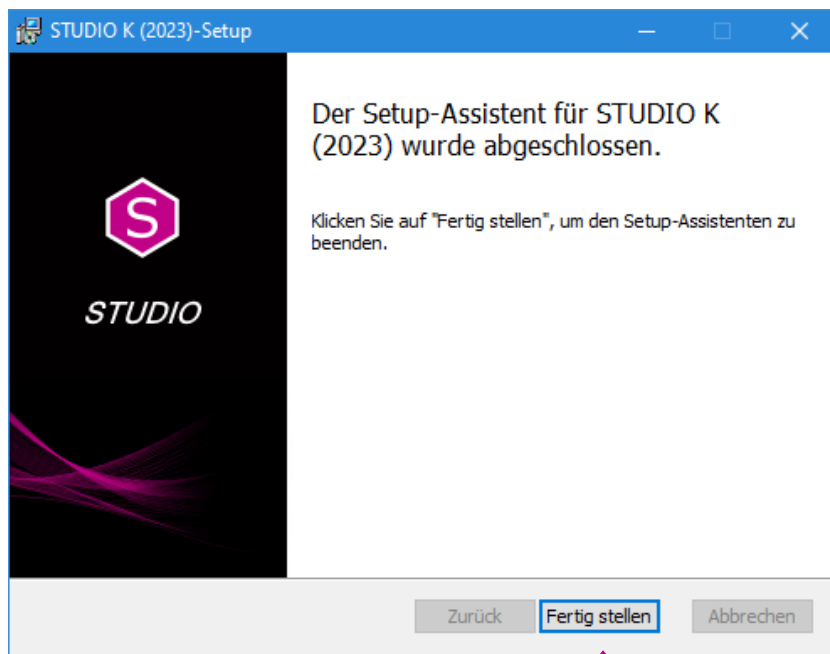 STUDIO K (2023)-Setup
Der Setup-Assistent für STUDIO K
(2023) wurde abgeschlossen.
S
Klicken Sie auf "Fertig stellen", um den Setup-Assistenten zu
beenden.
STUDIO
Zurück Fertig stellen Abbrechen